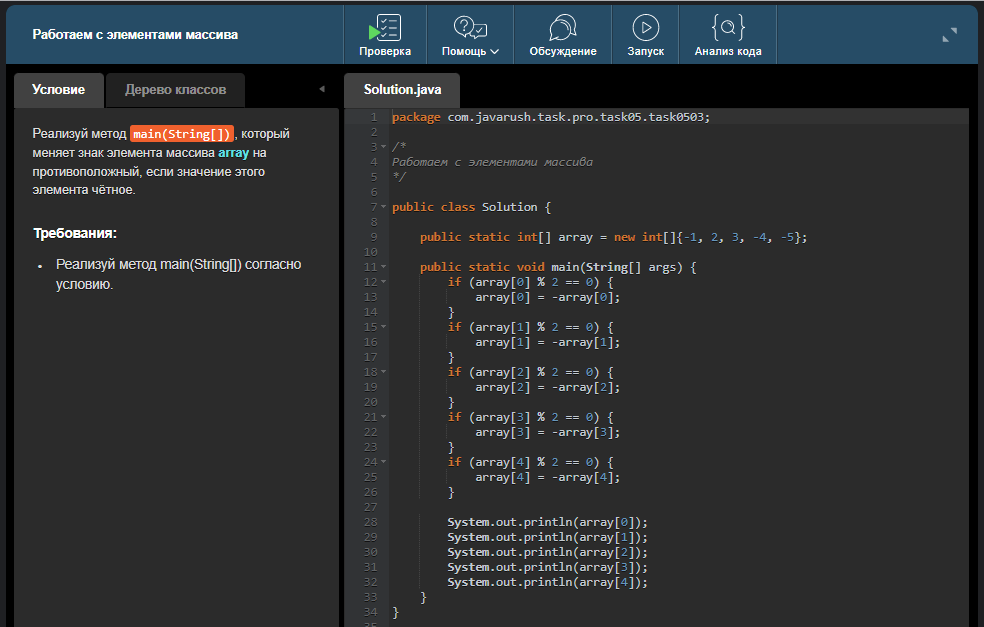 Работаем с элементами массива
Проверка
Помощь
Обсуждение
Запуск
Анализ кода
Условие
Дерево классов
Реализуй метод main(String[]), который
меняет знак элемента массива array на
противоположный, если значение этого
элемента чётное.
Требования:
• Реализуй метод main(String[]) согласно
условию.
Solution.java
1 package com.javarush.task.pro.task05.task0503;
2
3 /*
4 Работаем с элементами массива
5 */
6
7 public class Solution {
8
9 public static int[] array = new int[]{-1, 2, 3, -4, -5};
10
11 public static void main(String[] args) {
12 if (array[0] % 2 == 0) {
13 array[0] = -array[0];
14 }
15 if (array[1] % 2 == 0) {
16 array[1] = -array[1];
17 }
18 if (array[2] % 2 == 0) {
19 array[2] = -array[2];
20 }
21 if (array[3] % 2 == 0) {
22 array[3] = -array[3];
23 }
24 if (array[4] % 2 == 0) {
25 array[4] = -array[4];
26 }
27
28 System.out.println(array[0]);
29 System.out.println(array[1]);
30 System.out.println(array[2]);
31 System.out.println(array[3]);
32 System.out.println(array[4]);
33 }
34 }
35